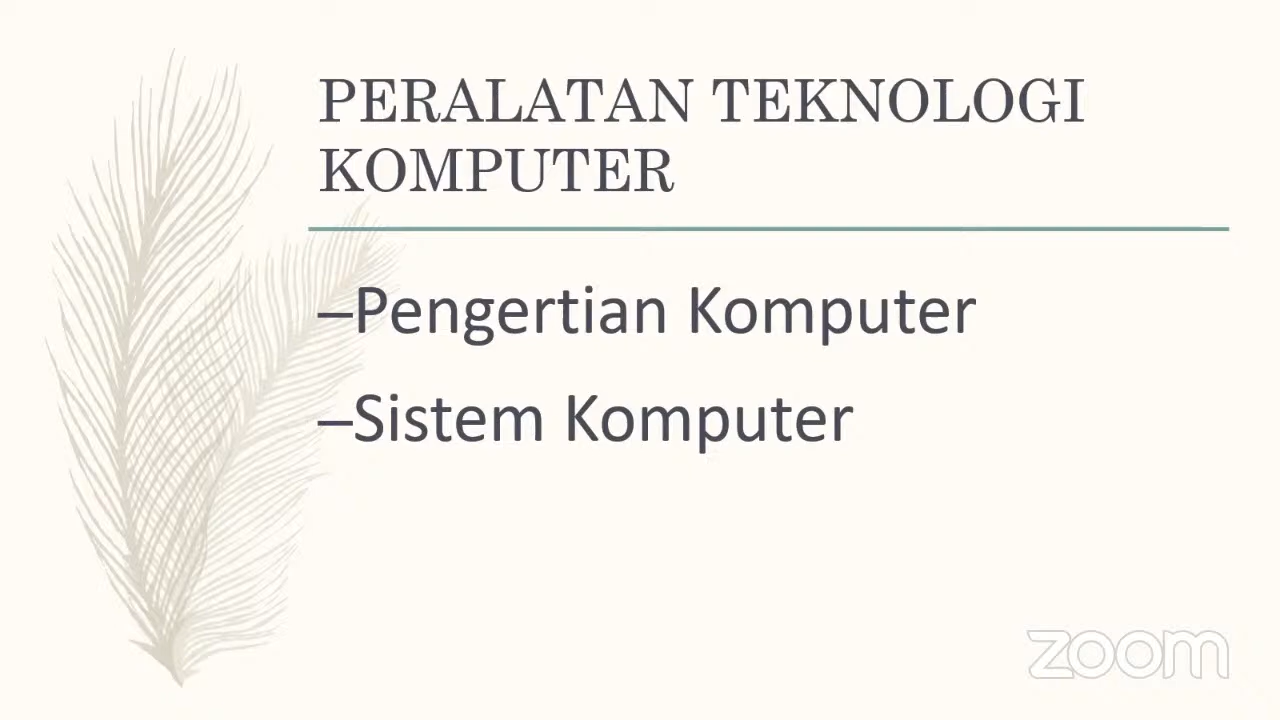 PERALATAN TEKNOLOGI
KOMPUTER
–Pengertian Komputer
–Sistem Komputer
zoom